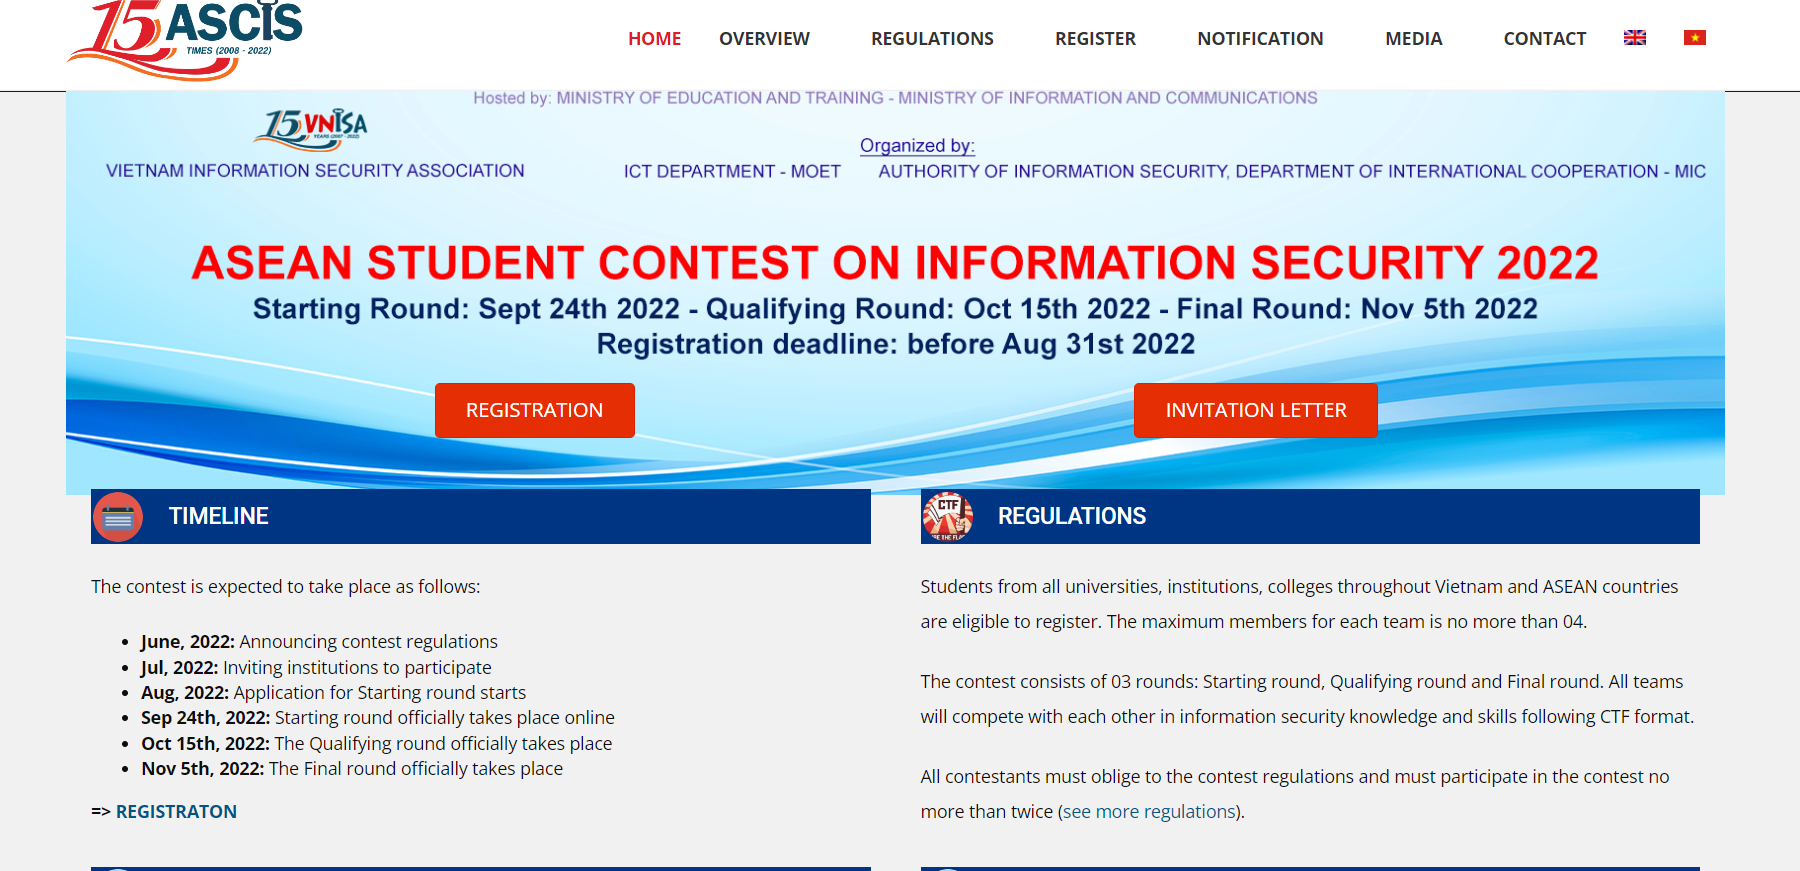 15 ASCIS
TIMES (2008 - 2022)
HOME OVERVIEW REGULATIONS REGISTER NOTIFICATION MEDIA CONTACT
Hosted by: MINISTRY OF EDUCATION AND TRAINING - MINISTRY OF INFORMATION AND COMMUNICATIONS
15 VNISA
YEARS (2007 - 2022)
Organized by:
VIETNAM INFORMATION SECURITY ASSOCIATION
ICT DEPARTMENT - MOET
AUTHORITY OF INFORMATION SECURITY, DEPARTMENT OF INTERNATIONAL COOPERATION - MIC
ASEAN STUDENT CONTEST ON INFORMATION SECURITY 2022
Starting Round: Sept 24th 2022 - Qualifying Round: Oct 15th 2022 - Final Round: Nov 5th 2022
Registration deadline: before Aug 31st 2022
REGISTRATION
INVITATION LETTER
TIMELINE
The contest is expected to take place as follows:
• June, 2022: Announcing contest regulations
• Jul, 2022: Inviting institutions to participate
• Aug, 2022: Application for Starting round starts
• Sep 24th, 2022: Starting round officially takes place online
• Oct 15th, 2022: The Qualifying round officially takes place
• Nov 5th, 2022: The Final round officially takes place
=> REGISTRATON
CTF
REGULATIONS
Students from all universities, institutions, colleges throughout Vietnam and ASEAN countries
are eligible to register. The maximum members for each team is no more than 04.
The contest consists of 03 rounds: Starting round, Qualifying round and Final round. All teams
will compete with each other in information security knowledge and skills following CTF format.
All contestants must oblige to the contest regulations and must participate in the contest no
more than twice (see more regulations).